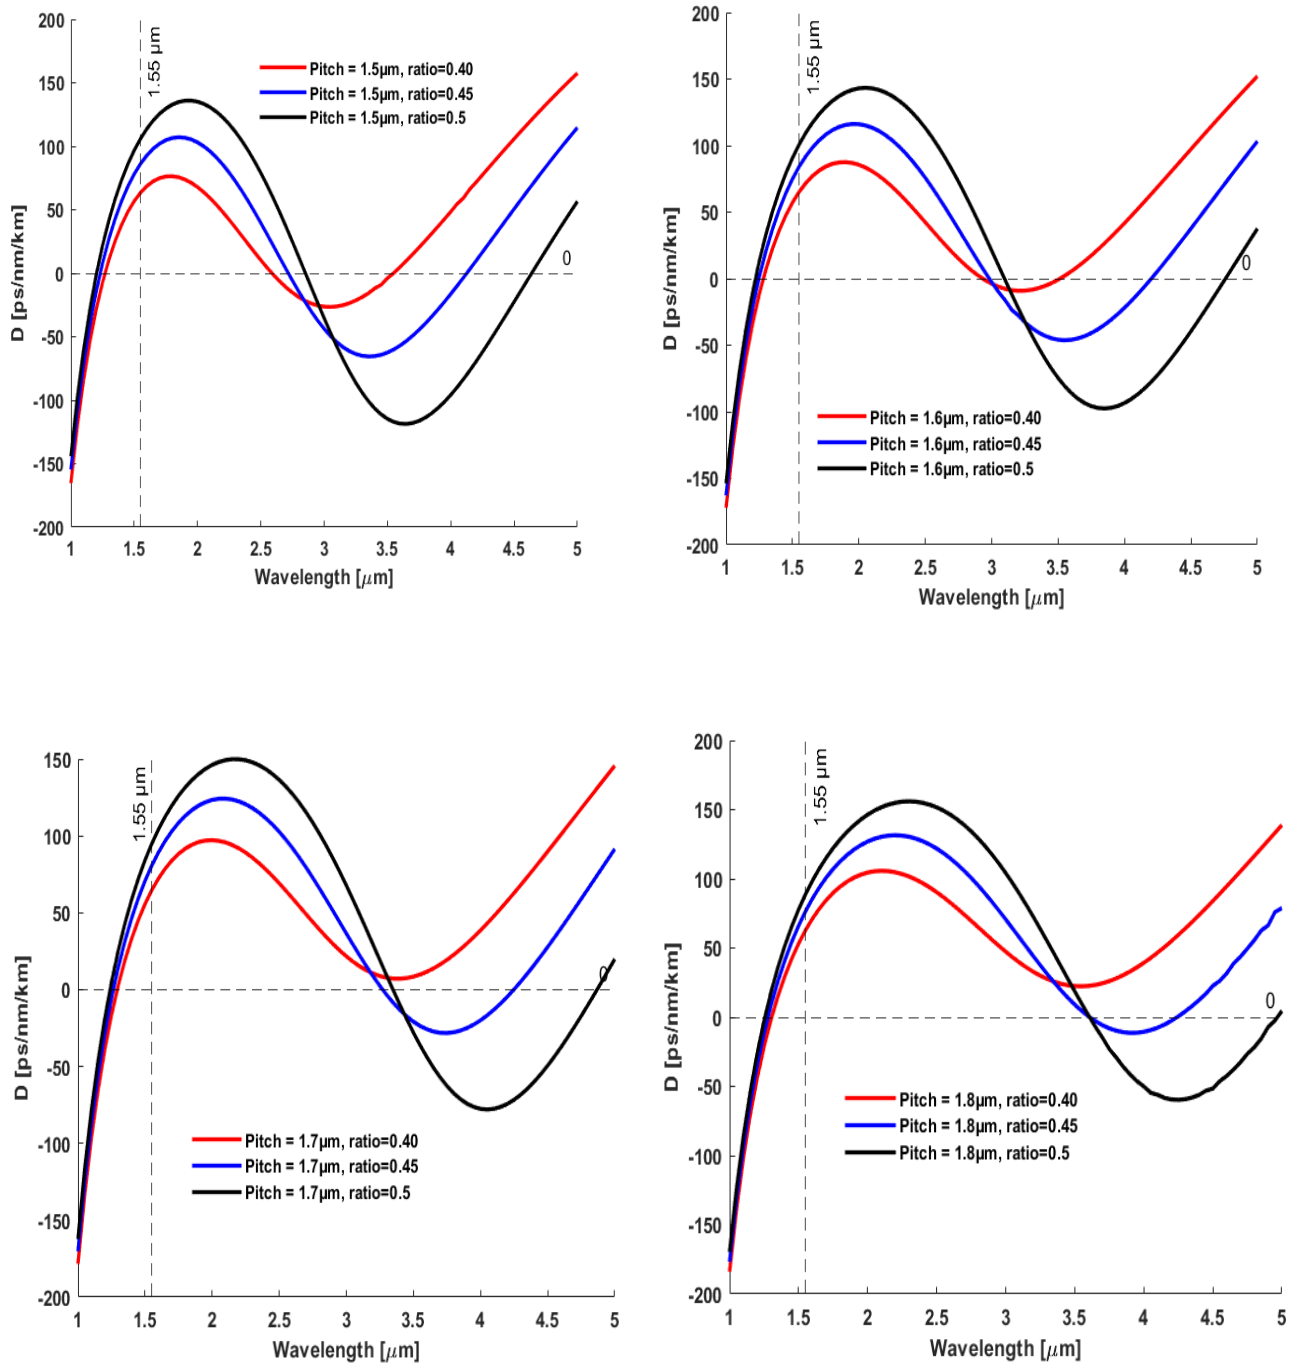 200
150
100
50
0
-50
-100
-150
-200
D [ps/nm/km]
1.55 µm
Pitch = 1.5µm, ratio=0.40
Pitch = 1.5µm, ratio=0.45
Pitch = 1.5µm, ratio=0.5
0
1 1.5 2 2.5 3 3.5 4 4.5 5
Wavelength [µm]
200
150
100
50
0
-50
-100
-150
-200
D [ps/nm/km]
1.55 µm
0
Pitch = 1.6µm, ratio=0.40
Pitch = 1.6µm, ratio=0.45
Pitch = 1.6µm, ratio=0.5
1 1.5 2 2.5 3 3.5 4 4.5 5
Wavelength [µm]
150
100
50
0
-50
-100
-150
-200
D [ps/nm/km]
1.55 µm
0
Pitch = 1.7µm, ratio=0.40
Pitch = 1.7µm, ratio=0.45
Pitch = 1.7µm, ratio=0.5
1 1.5 2 2.5 3 3.5 4 4.5 5
Wavelength [µm]
200
150
100
50
0
-50
-100
-150
-200
D [ps/nm/km]
1.55 µm
0
Pitch = 1.8µm, ratio=0.40
Pitch = 1.8µm, ratio=0.45
Pitch = 1.8µm, ratio=0.5
1 1.5 2 2.5 3 3.5 4 4.5 5
Wavelength [µm]